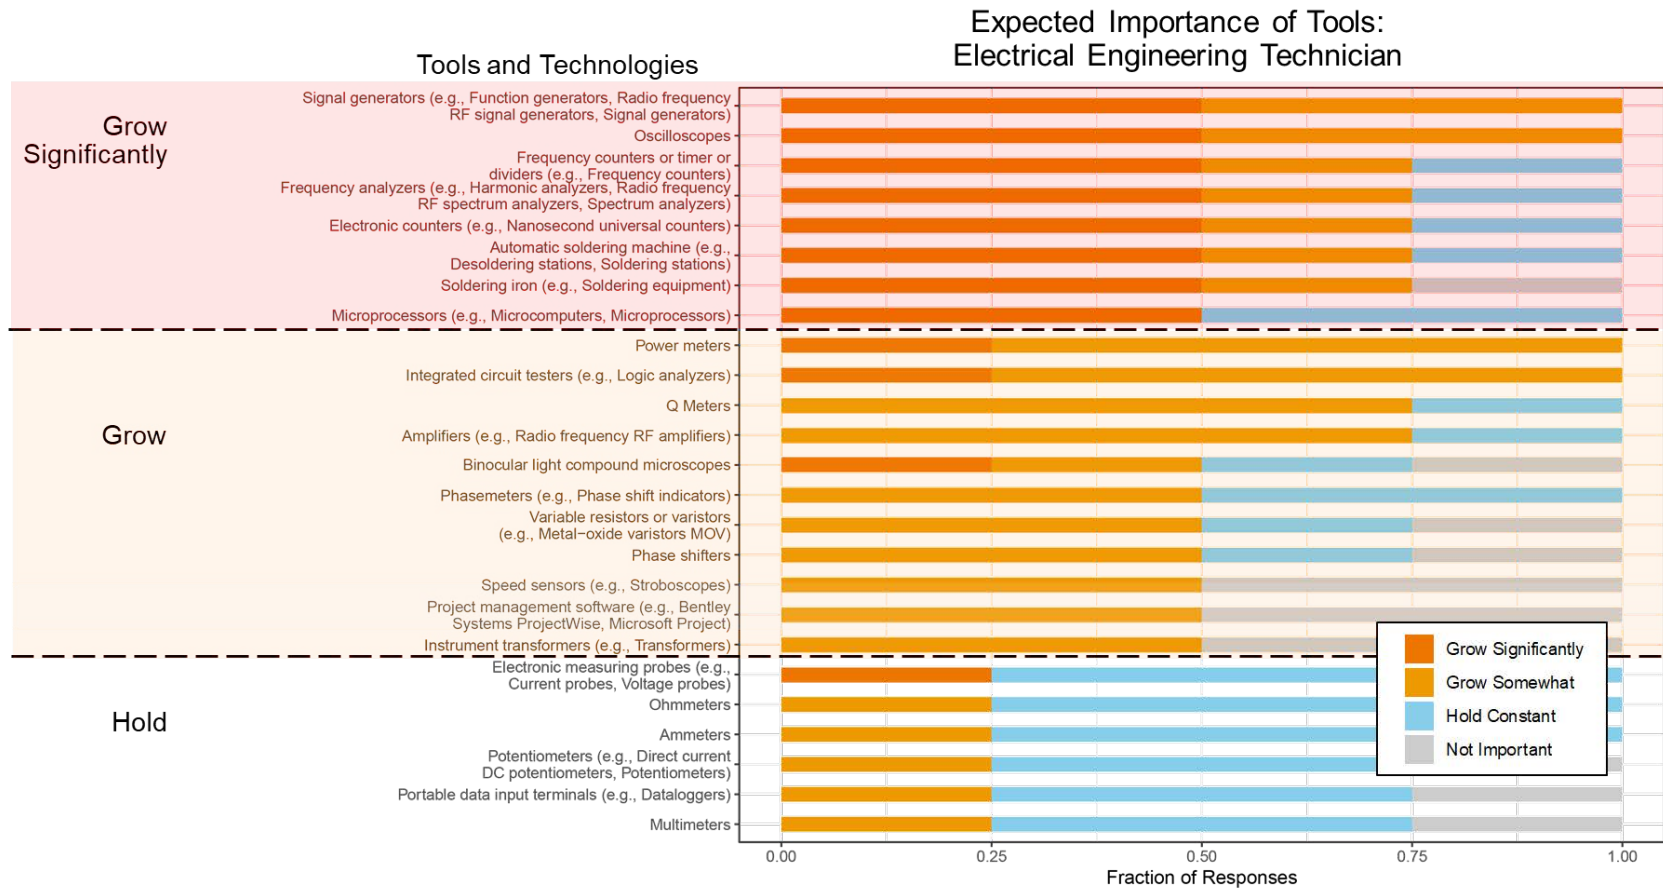 Expected Importance of Tools:
Electrical Engineering Technician
Tools and Technologies
Grow
Significantly
Signal generators (e.g., Function generators, Radio frequency
RF signal generators, Signal generators)
Oscilloscopes
Frequency counters or timer or
dividers (e.g., Frequency counters)
Frequency analyzers (e.g., Harmonic analyzers, Radio frequency
RF spectrum analyzers, Spectrum analyzers)
Electronic counters (e.g., Nanosecond universal counters)
Automatic soldering machine (e.g.,
Desoldering stations, Soldering stations)
Soldering iron (e.g., Soldering equipment)
Microprocessors (e.g., Microcomputers, Microprocessors)
Grow
Power meters
Integrated circuit testers (e.g., Logic analyzers)
Q Meters
Amplifiers (e.g., Radio frequency RF amplifiers)
Binocular light compound microscopes
Phasemeters (e.g., Phase shift indicators)
Variable resistors or varistors
(e.g., Metal−oxide varistors MOV)
Phase shifters
Speed sensors (e.g., Stroboscopes)
Project management software (e.g., Bentley
Systems ProjectWise, Microsoft Project)
Instrument transformers (e.g., Transformers)
Hold
Electronic measuring probes (e.g.,
Current probes, Voltage probes)
Ohmmeters
Ammeters
Potentiometers (e.g., Direct current
DC potentiometers, Potentiometers)
Portable data input terminals (e.g., Dataloggers)
Multimeters
Grow Significantly
Grow Somewhat
Hold Constant
Not Important
0.00 0.25 0.50 0.75 1.00
Fraction of Responses